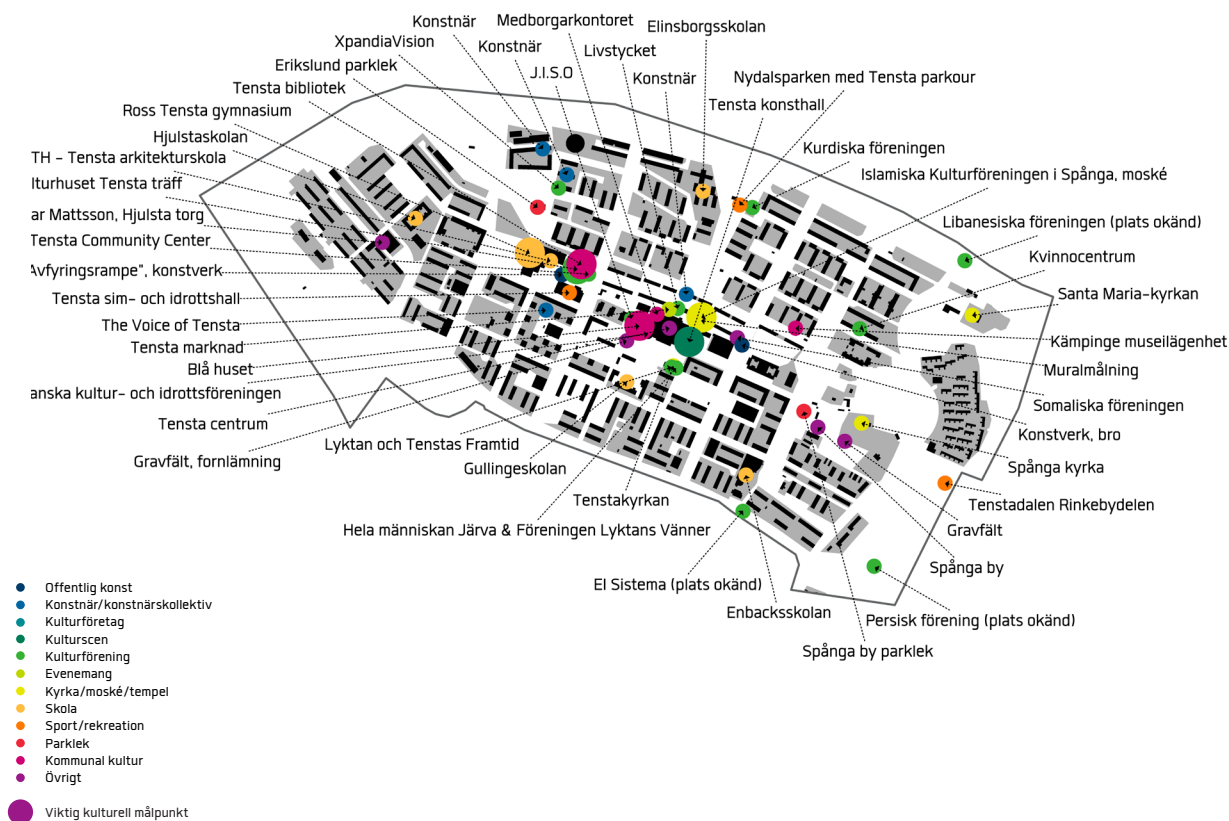 Konstnär
Medborgarkontoret
Elinsborgsskolan
XpandiaVision
Konstnär
Livstycket
Erikslund parklek
J.I.S.O
Konstnär
Nydalsparken med Tensta parkour
Tensta bibliotek
Tensta konsthall
Ross Tensta gymnasium
Hjulstaskolan
Kurdiska föreningen
TH - Tensta arkitekturskola
Islamiska Kulturföreningen i Spånga, moské
lturhuset Tensta träff
ar Mattsson, Hjulsta torg
Libanesiska föreningen (plats okänd)
Tensta Community Center
Kvinnocentrum
Avfyringsrampe", konstverk
Santa Maria-kyrkan
Tensta sim- och idrottshall
The Voice of Tensta
Kämpinge museilägenhet
Tensta marknad
Muralmålning
Blå huset
anska kultur- och idrottsföreningen
Somaliska föreningen
Tensta centrum
Konstverk, bro
Lyktan och Tenstas Framtid
Gravfält, fornlämning
Gullingeskolan
Spånga kyrka
Tenstakyrkan
Tenstadalen Rinkebydelen
Hela människan Järva & Föreningen Lyktans Vänner
Gravfält
Spånga by
El Sistema (plats okänd)
Enbacksskolan
Persisk förening (plats okänd)
Spånga by parklek
Offentlig konst
Konstnär/konstnärskollektiv
Kulturföretag
Kulturscen
Kulturförening
Evenemang
Kyrka/moské/tempel
Skola
Sport/rekreation
Parklek
Kommunal kultur
Övrigt
Viktig kulturell målpunkt